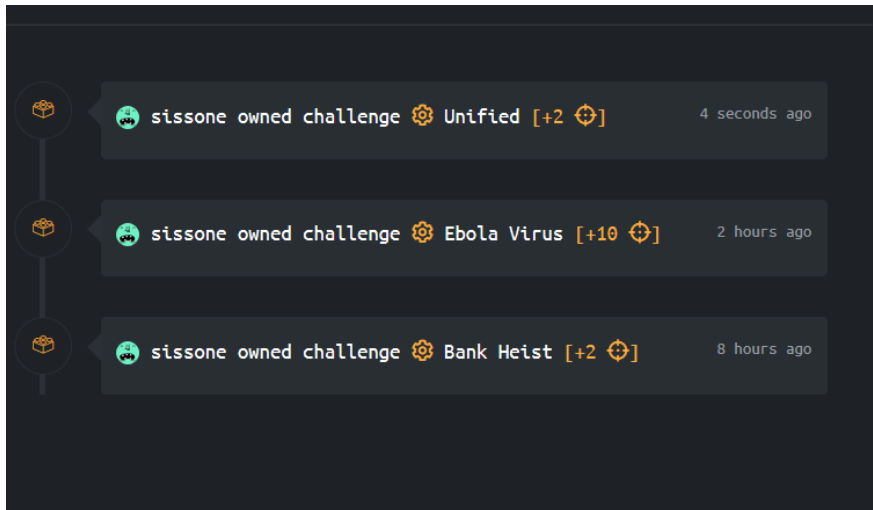 sissone owned challenge Unified [+2 ] 4 seconds ago
sissone owned challenge Ebola Virus [+10 ] 2 hours ago
sissone owned challenge Bank Heist [+2 ] 8 hours ago